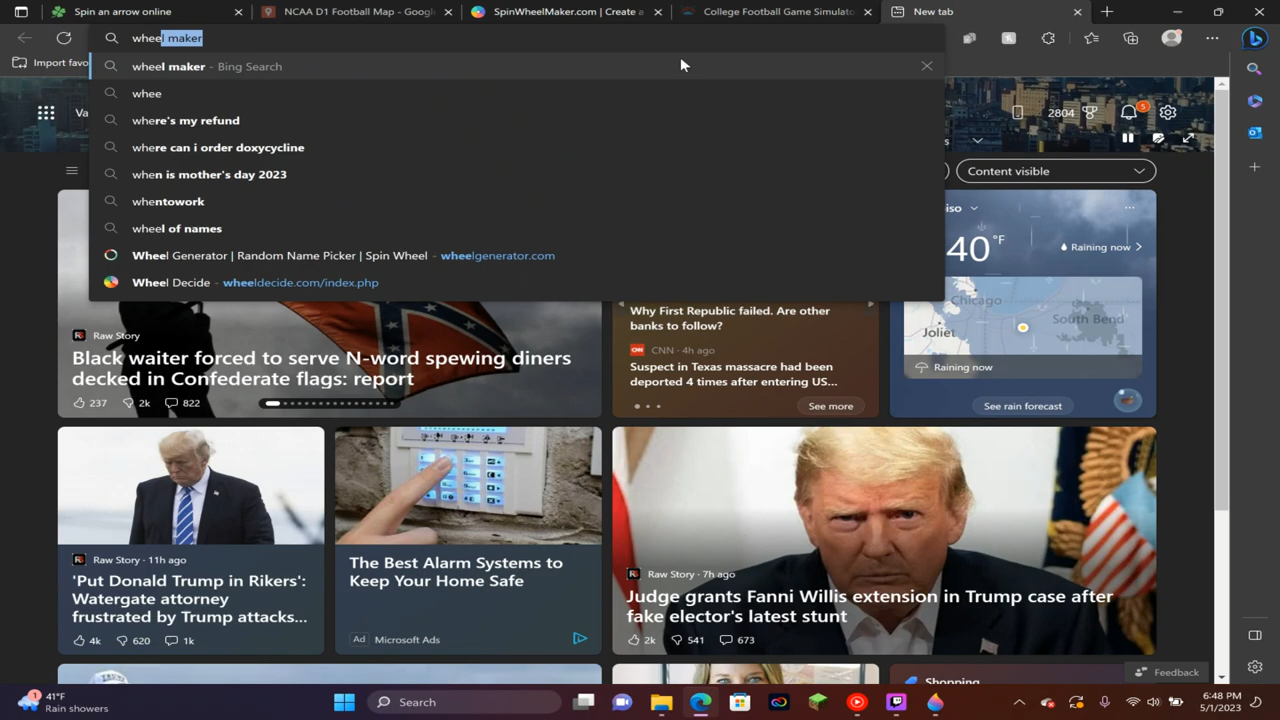 Spin an arrow
NCAA D1 Football Map - Google
SpinWheelMaker.com | Create a
College Football Game Simulato
New tab
wheel maker
Import favo
wheel maker - Bing Search
whee
where's my refund
where can i order doxycycline
when is mother's day 2023
whentowork
wheel of names
Wheel Generator | Random Name Picker | Spin Wheel - wheelgenerator.com
Wheel Decide - wheeldecide.com/index.php
Va
2804
5
s
Content visible
iso
40 °F
Raining now
Chicago
Joliet
South Bend
Raining now
See rain forecast
Raw Story
Black waiter forced to serve N-word spewing diners
decked in Confederate flags: report
237
2k
822
Why First Republic failed. Are other
banks to follow?
CNN · 4h ago
Suspect in Texas massacre had been
deported 4 times after entering US...
See more
Raw Story · 11h ago
'Put Donald Trump in Rikers':
Watergate attorney
frustrated by Trump attacks...
4k
620
1k
The Best Alarm Systems to
Keep Your Home Safe
Ad
Microsoft Ads
Raw Story · 7h ago
Judge grants Fanni Willis extension in Trump case after
fake elector's latest stunt
2k
541
673
Shopping
Feedback
1
41°F
Rain showers
Search
6:48 PM
5/1/2023